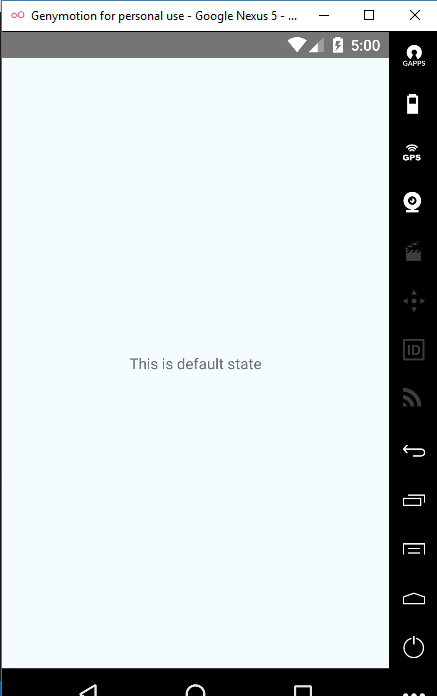 Genymotion for personal use - Google Nexus 5 - ...
5:00
GAPPS
GPS
This is default state
ID